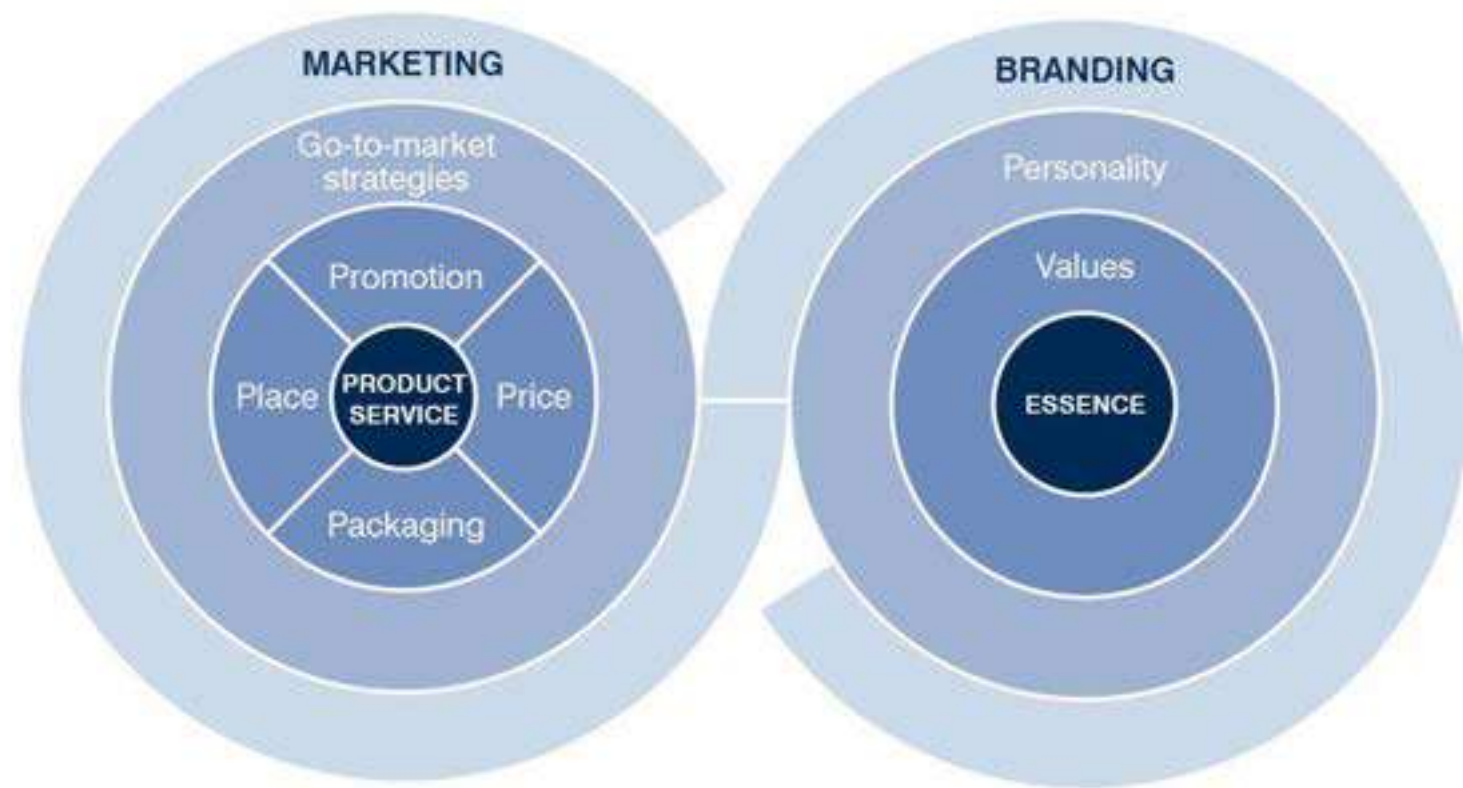 MARKETING
Go-to-market
strategies
Promotion
Place
PRODUCT
SERVICE
Price
Packaging
BRANDING
Personality
Values
ESSENCE